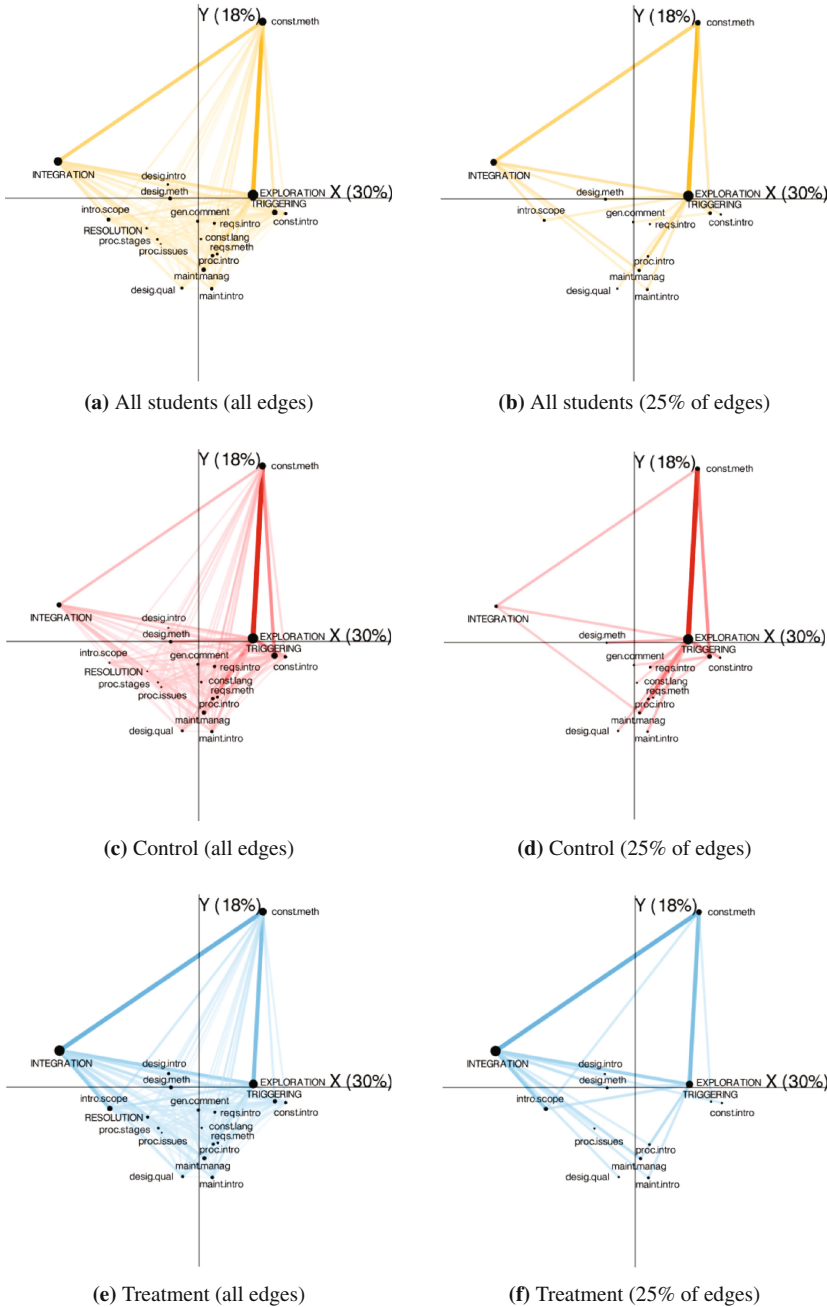 Y (18%)
const.meth
INTEGRATION
desig.intro
desig.meth
EXPLORATION X (30%)
TRIGGERING
intro.scope
gen.comment
const.intro
RESOLUTION
reqs.intro
proc.stages
const.lang
proc.issues
reqs.meth
proc.intro
maint.manag
desig.qual
maint.intro
(a) All students (all edges)
Y (18%)
const.meth
INTEGRATION
desig.meth
EXPLORATION X (30%)
TRIGGERING
intro.scope
gen.comment
const.intro
reqs.intro
proc.intro
maint.manag
desig.qual
maint.intro
(b) All students (25% of edges)
Y (18%)
const.meth
INTEGRATION
desig.intro
desig.meth
EXPLORATION X (30%)
TRIGGERING
intro.scope
gen.comment
const.intro
RESOLUTION
reqs.intro
proc.stages
const.lang
proc.issues
reqs.meth
proc.intro
maint.manag
desig.qual
maint.intro
(c) Control (all edges)
Y (18%)
const.meth
INTEGRATION
desig.meth
EXPLORATION X (30%)
TRIGGERING
gen.comment
const.intro
reqs.intro
const.lang
reqs.meth
proc.intro
maint.manag
desig.qual
maint.intro
(d) Control (25% of edges)
Y (18%)
const.meth
INTEGRATION
desig.intro
desig.meth
EXPLORATION X (30%)
TRIGGERING
intro.scope
gen.comment
const.intro
RESOLUTION
reqs.intro
proc.stages
const.lang
proc.issues
reqs.meth
proc.intro
maint.manag
desig.qual
maint.intro
(e) Treatment (all edges)
Y (18%)
const.meth
INTEGRATION
desig.intro
desig.meth
EXPLORATION X (30%)
TRIGGERING
intro.scope
const.intro
proc.issues
proc.intro
maint.manag
desig.qual
maint.intro
(f) Treatment (25% of edges)